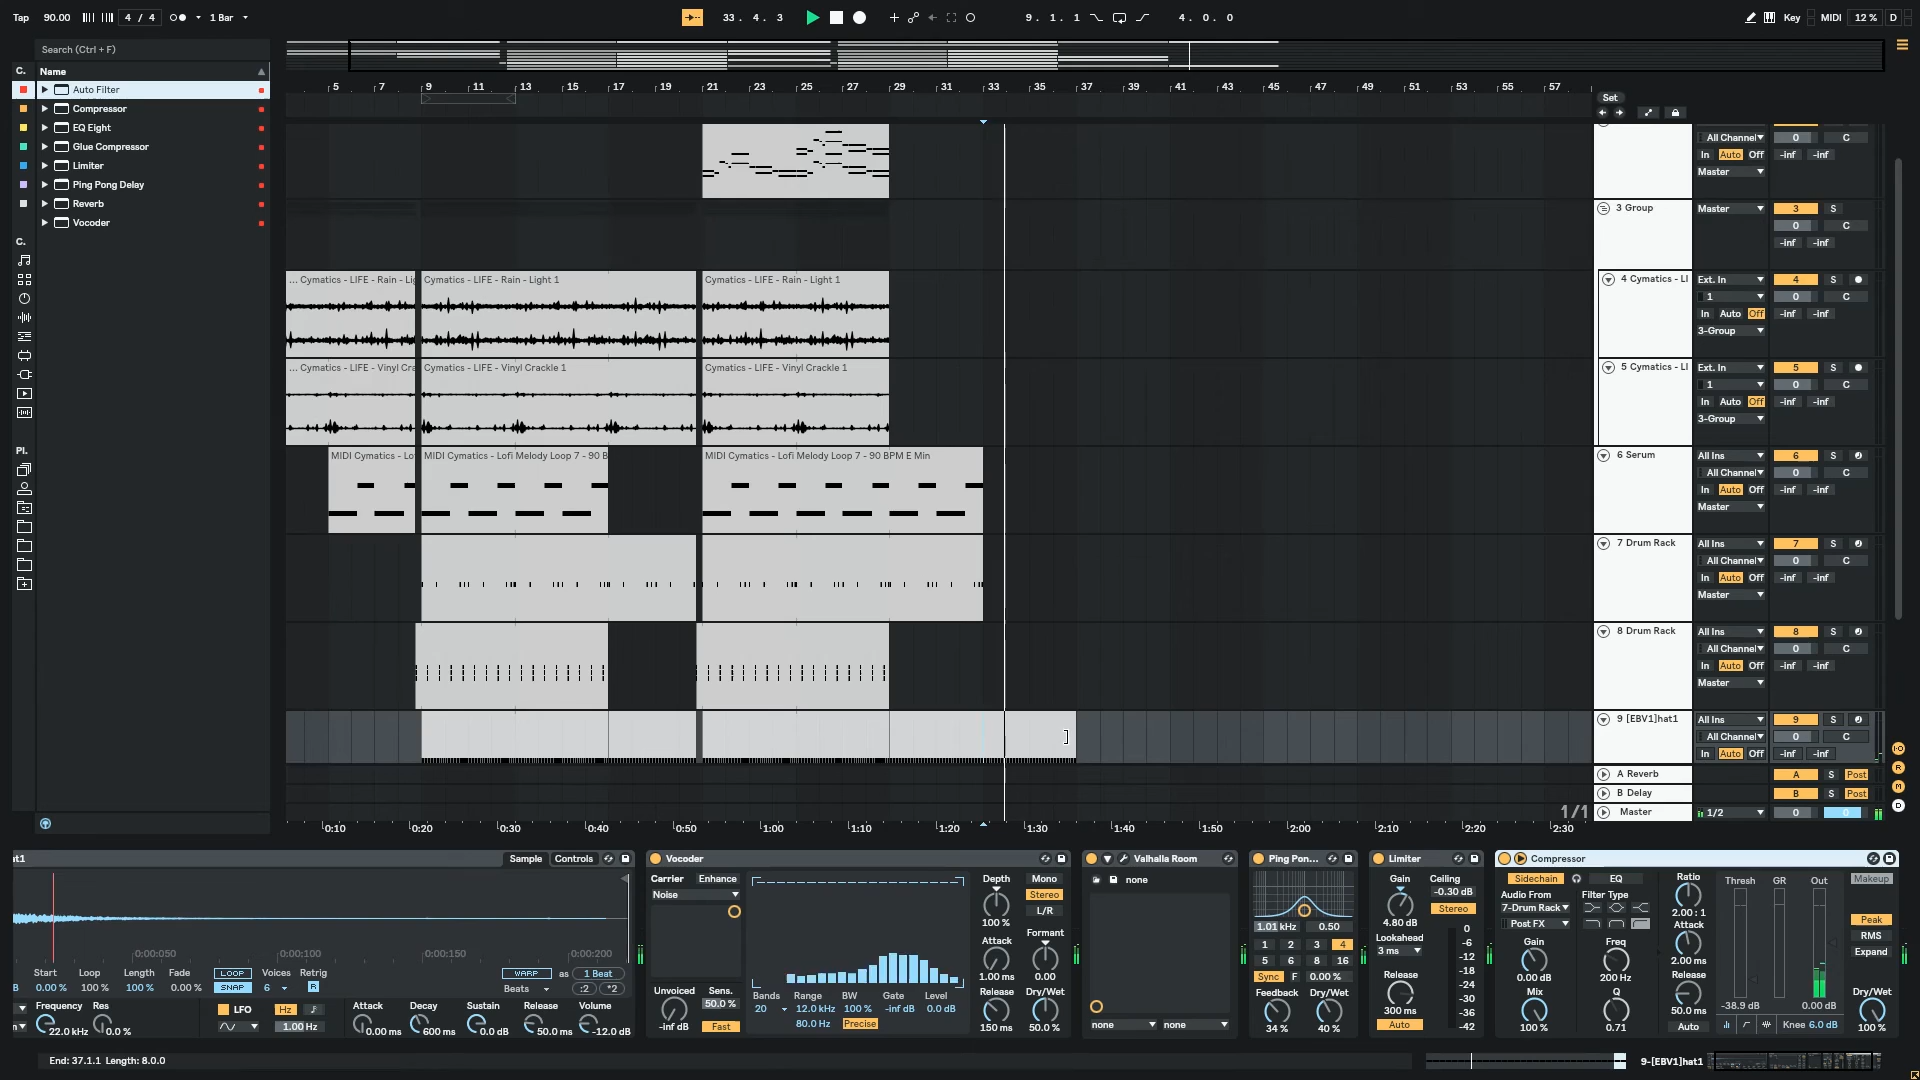 Tap 90.00 4 / 4 1 Bar 33 . 4 . 3 9 . 1 . 1 4 . 0 . 0 Key MIDI 12 % D
Search (Ctrl + F)
C. Name
Auto Filter
Compressor
EQ Eight
Glue Compressor
Limiter
Ping Pong Delay
Reverb
Vocoder
C.
Pl.
5 7 9 11 13 15 17 19 21 23 25 27 29 31 33 35 37 39 41 43 45 47 49 51 53 55 57
Set
All Channel 0 C
In Auto Off -inf -inf
Master
3 Group Master 3 S
0 C
-inf -inf
... Cymatics - LIFE - Rain - Lig Cymatics - LIFE - Rain - Light 1 Cymatics - LIFE - Rain - Light 1
4 Cymatics - LI Ext. In 4 S
1 0 C
In Auto Off -inf -inf
3-Group
... Cymatics - LIFE - Vinyl Cra Cymatics - LIFE - Vinyl Crackle 1 Cymatics - LIFE - Vinyl Crackle 1
5 Cymatics - LI Ext. In 5 S
1 0 C
In Auto Off -inf -inf
3-Group
MIDI Cymatics - Lo MIDI Cymatics - Lofi Melody Loop 7 - 90 B MIDI Cymatics - Lofi Melody Loop 7 - 90 BPM E Min
6 Serum All Ins 6 S
All Channel 0 C
In Auto Off -inf -inf
Master
7 Drum Rack All Ins 7 S
All Channel 0 C
In Auto Off -inf -inf
Master
8 Drum Rack All Ins 8 S
All Channel 0 C
In Auto Off -inf -inf
Master
9 [EBV1]hat1 All Ins 9 S
All Channel 0 C
In Auto Off -inf -inf
A Reverb A S Post
B Delay B S Post
1/1 Master 1/2 0 0
0:10 0:20 0:30 0:40 0:50 1:00 1:10 1:20 1:30 1:40 1:50 2:00 2:10 2:20 2:30
at1 Sample Controls
0:00:050 0:00:100 0:00:150 0:00:200
Start Loop Length Fade LOOP Voices Retrig WARP as 1 Beat
0.00 % 100 % 100 % 0.00 % SNAP 6 R Beats :2 *2
Frequency Res LFO Hz Attack Decay Sustain Release Volume
22.0 kHz 0.0 % 1.00 Hz 0.00 ms 600 ms 0.0 dB 50.0 ms -12.0 dB
Vocoder
Carrier Enhance
Noise
Unvoiced Sens.
-inf dB 50.0 % Fast
Bands Range BW Gate Level
20 12.0 kHz 100 % -inf dB 0.0 dB
80.0 Hz Precise
Depth Mono
100 % Stereo
L/R
Attack Formant
1.00 ms 0.00
Release Dry/Wet
150 ms 50.0 %
Valhalla Room
none
none none
Ping Pon...
1.01 kHz 0.50
1 2 3 4
5 6 8 16
Sync F 0.00 %
Feedback Dry/Wet
34 % 40 %
Limiter
Gain Ceiling
-0.30 dB
4.80 dB Stereo
Lookahead
3 ms
Release
300 ms
Auto
0
-6
-12
-18
-24
-30
-36
-42
Compressor
Sidechain EQ
Audio From Filter Type
7-Drum Rack
Post FX
Gain Freq
0.00 dB 200 Hz
Mix Q
100 % 0.71
Ratio
2.00 : 1
Attack
2.00 ms
Release
50.0 ms
Auto
Thresh GR Out
-38.9 dB 0.00 dB
Knee 6.0 dB
Makeup
Peak
RMS
Expand
Dry/Wet
100 %
End: 37.1.1 Length: 8.0.0
9-[EBV1]hat1